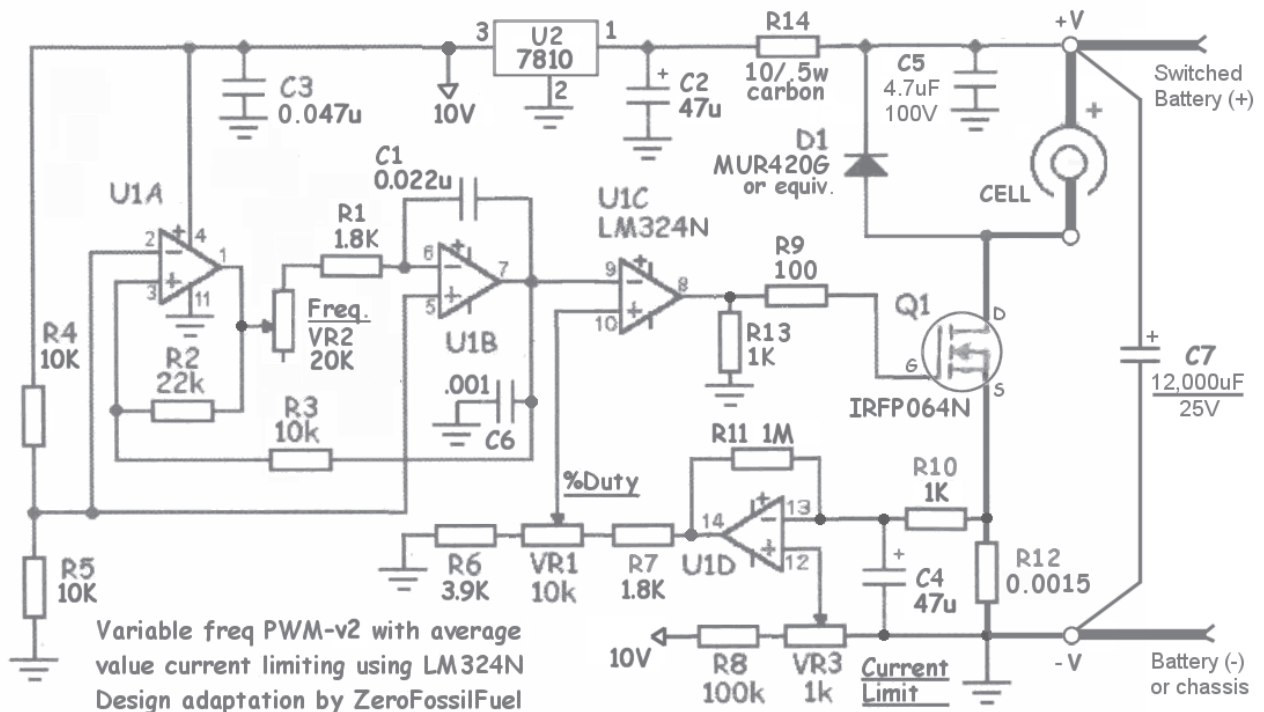 +V
3
U2
7810
1
2
R14
10/.5w
carbon
C5
4.7uF
100V
Switched
Battery (+)
C3
0.047u
10V
+
C2
47u
D1
MUR420G
or equiv.
+
CELL
U1A
2
3
4
1
11
+
−
+
C1
0.022u
R1
1.8K
6
5
7
+
−
+
U1B
U1C
LM324N
9
10
8
+
−
+
R9
100
Q1
D
G
S
IRFP064N
R13
1K
+
C7
12,000uF
25V
R4
10K
R2
22k
Freq.
VR2
20K
.001
C6
R3
10k
R11 1M
R10
1K
%Duty
14
13
12
+
−
+
U1D
+
C4
47u
R12
0.0015
R6
3.9K
VR1
10k
R7
1.8K
R5
10K
10V
R8
100k
VR3
1k
Current
Limit
-V
Battery (-)
or chassis
Variable freq PWM-v2 with average
value current limiting using LM324N
Design adaptation by ZeroFossilFuel